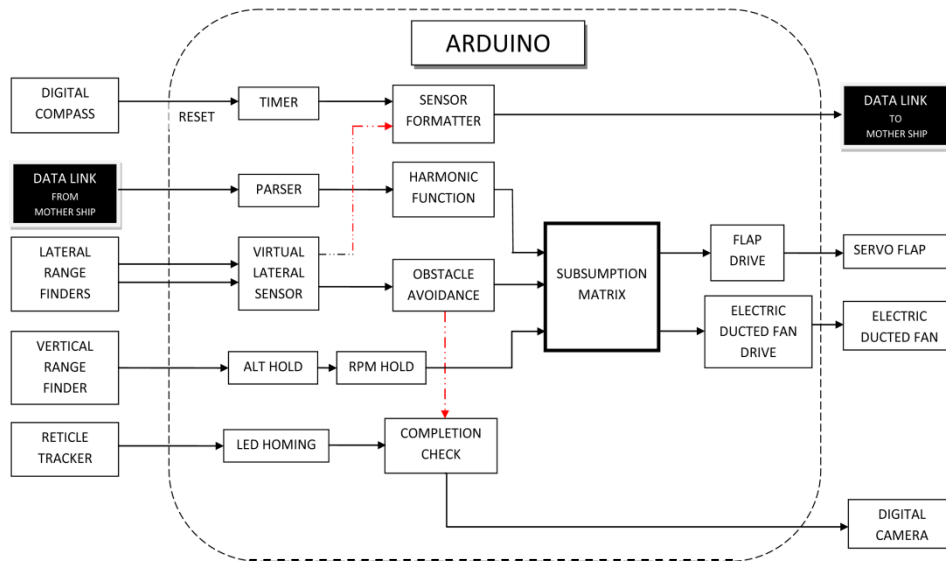 ARDUINO
DIGITAL
COMPASS
RESET
TIMER
SENSOR
FORMATTER
DATA LINK
TO
MOTHER SHIP
DATA LINK
FROM
MOTHER SHIP
PARSER
HARMONIC
FUNCTION
LATERAL
RANGE
FINDERS
VIRTUAL
LATERAL
SENSOR
OBSTACLE
AVOIDANCE
SUBSUMPTION
MATRIX
FLAP
DRIVE
SERVO FLAP
ELECTRIC
DUCTED FAN
DRIVE
ELECTRIC
DUCTED FAN
VERTICAL
RANGE
FINDER
ALT HOLD
RPM HOLD
RETICLE
TRACKER
LED HOMING
COMPLETION
CHECK
DIGITAL
CAMERA